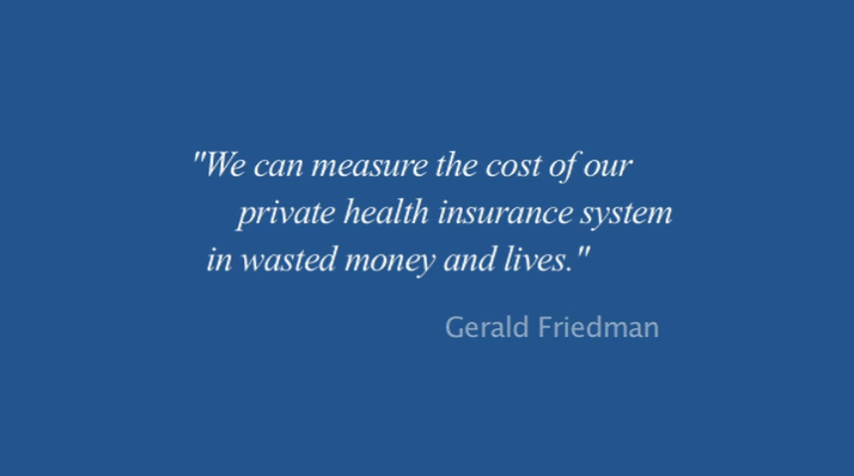 "We can measure the cost of our
private health insurance system
in wasted money and lives."
Gerald Friedman